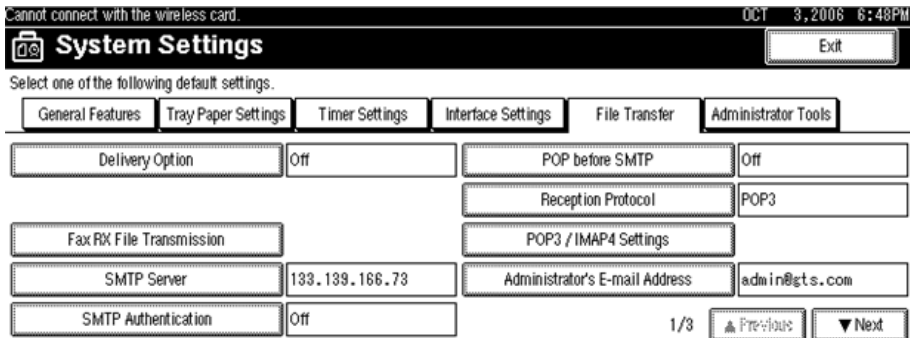 Cannot connect with the wireless card. OCT 3,2006 6:48PM
System Settings Exit
Select one of the following default settings.
General Features Tray Paper Settings Timer Settings Interface Settings File Transfer Administrator Tools
Delivery Option Off POP before SMTP Off
Reception Protocol POP3
Fax RX File Transmission POP3 / IMAP4 Settings
SMTP Server 133.139.166.73 Administrator's E-mail Address admin@gts.com
SMTP Authentication Off 1/3 ▲Previous ▼Next